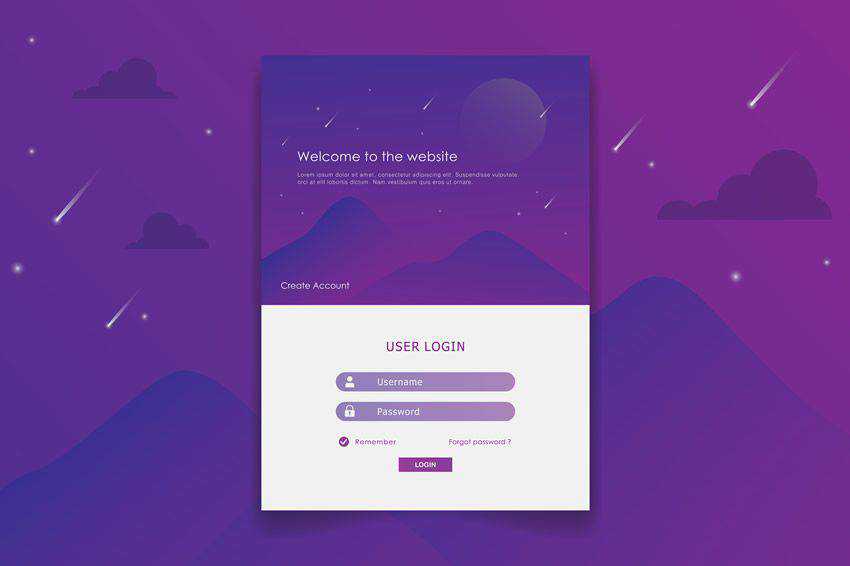 Welcome to the website
Lorem ipsum dolor sit amet, consectetur adipiscing elit. Suspendisse vulputate
orci at elit lobortis dictum. Nam vestibulum quis eros ut ornare.
Create Account
USER LOGIN
Username
Password
Remember
Forgot password ?
LOGIN